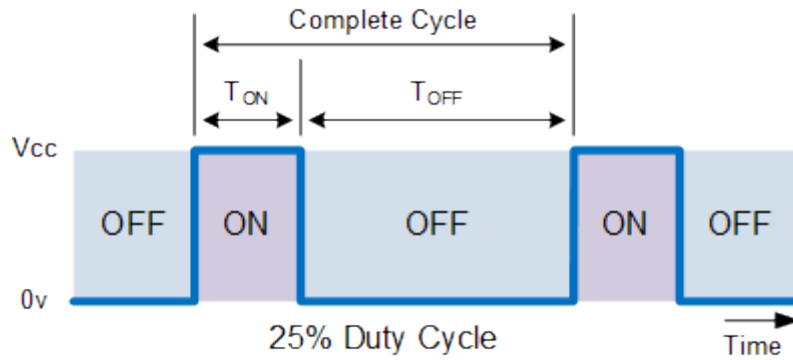 Complete Cycle
TON
TOFF
Vcc
OFF
ON
OFF
ON
OFF
0v
25% Duty Cycle
Time